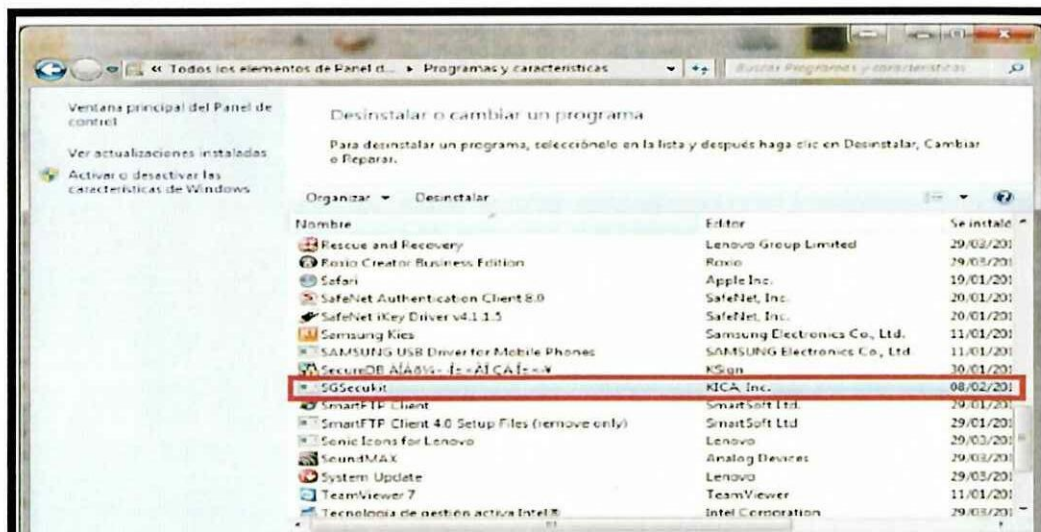 « Todos los elementos de Panel d... ▸ Programas y características
Buscar Programas y características
Ventana principal del Panel de
control
Ver actualizaciones instaladas
Activar o desactivar las
características de Windows
Desinstalar o cambiar un programa
Para desinstalar un programa, selecciónelo en la lista y después haga clic en Desinstalar, Cambiar
o Reparar.
Organizar Desinstalar
Nombre Editor Se instaló
Rescue and Recovery Lenovo Group Limited 29/03/201
Roxio Creator Business Edition Roxio 29/03/201
Safari Apple Inc. 19/01/201
SafeNet Authentication Client 8.0 SafeNet, Inc. 20/01/201
SafeNet iKey Driver v4.1.1.5 SafeNet, Inc. 20/01/201
Samsung Kies Samsung Electronics Co., Ltd. 11/01/201
SAMSUNG USB Driver for Mobile Phones SAMSUNG Electronics Co., Ltd. 11/01/201
SecureDB KSign 30/01/201
SGSecukit KICA, Inc. 08/02/201
SmartFTP Client SmartSoft Ltd. 29/01/201
SmartFTP Client 4.0 Setup Files (remove only) SmartSoft Ltd 29/01/201
Sonic Icons for Lenovo Lenovo 29/03/201
SoundMAX Analog Devices 29/03/201
System Update Lenovo 29/03/201
TeamViewer 7 TeamViewer 11/01/201
Tecnología de gestión activa Intel® Intel Corporation 29/03/201